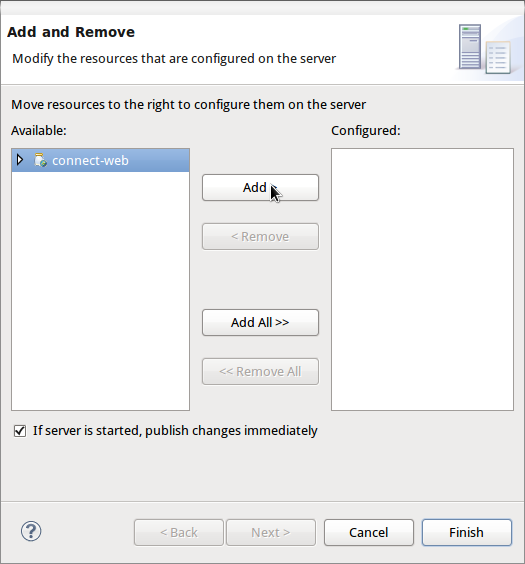 Add and Remove
Modify the resources that are configured on the server
Move resources to the right to configure them on the server
Available:
Configured:
connect-web
Add
< Remove
Add All >>
<< Remove All
If server is started, publish changes immediately
?
< Back
Next >
Cancel
Finish